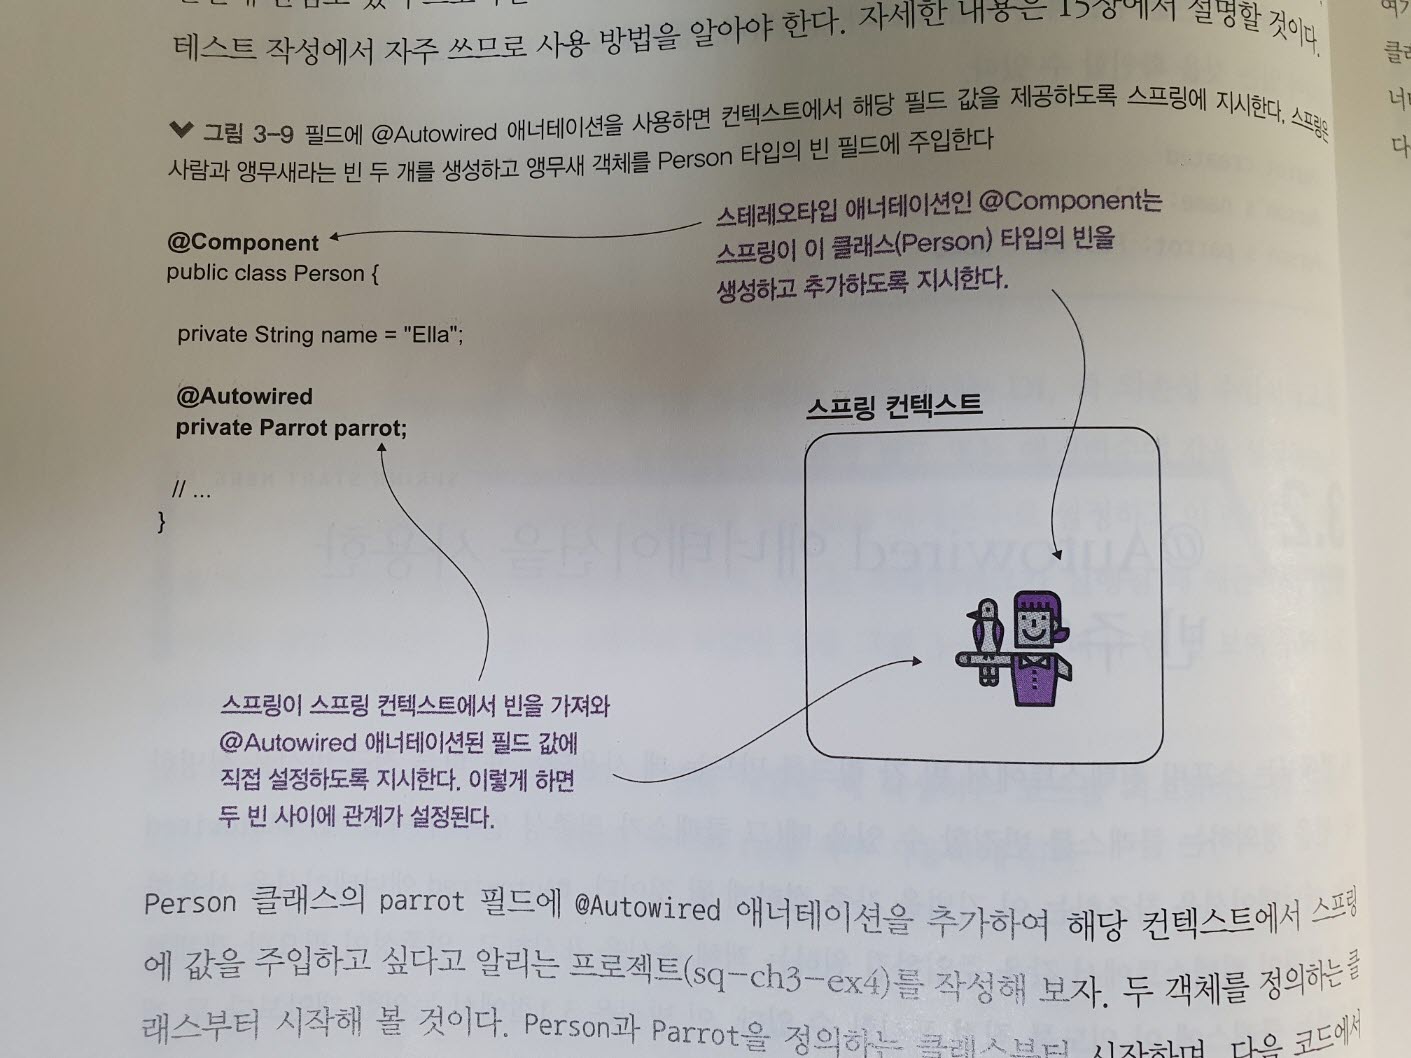 테스트 작성에서 자주 쓰므로 사용 방법을 알아야 한다. 자세한 내용은 15장에서 설명할 것이다.
그림 3-9 필드에 @Autowired 애너테이션을 사용하면 컨텍스트에서 해당 필드 값을 제공하도록 스프링에 지시한다. 스프링은
사람과 앵무새라는 빈 두 개를 생성하고 앵무새 객체를 Person 타입의 빈 필드에 주입한다
스테레오타입 애너테이션인 @Component는
스프링이 이 클래스(Person) 타입의 빈을
생성하고 추가하도록 지시한다.
@Component
public class Person {
private String name = "Ella";
@Autowired
private Parrot parrot;
// ...
}
스프링 컨텍스트
스프링이 스프링 컨텍스트에서 빈을 가져와
@Autowired 애너테이션된 필드 값에
직접 설정하도록 지시한다. 이렇게 하면
두 빈 사이에 관계가 설정된다.
Person 클래스의 parrot 필드에 @Autowired 애너테이션을 추가하여 해당 컨텍스트에서 스프링
에 값을 주입하고 싶다고 알리는 프로젝트(sq-ch3-ex4)를 작성해 보자. 두 객체를 정의하는 클
래스부터 시작해 볼 것이다. Person과 Parrot을 정의하는 클래스부터 시작하며, 다음 코드에서